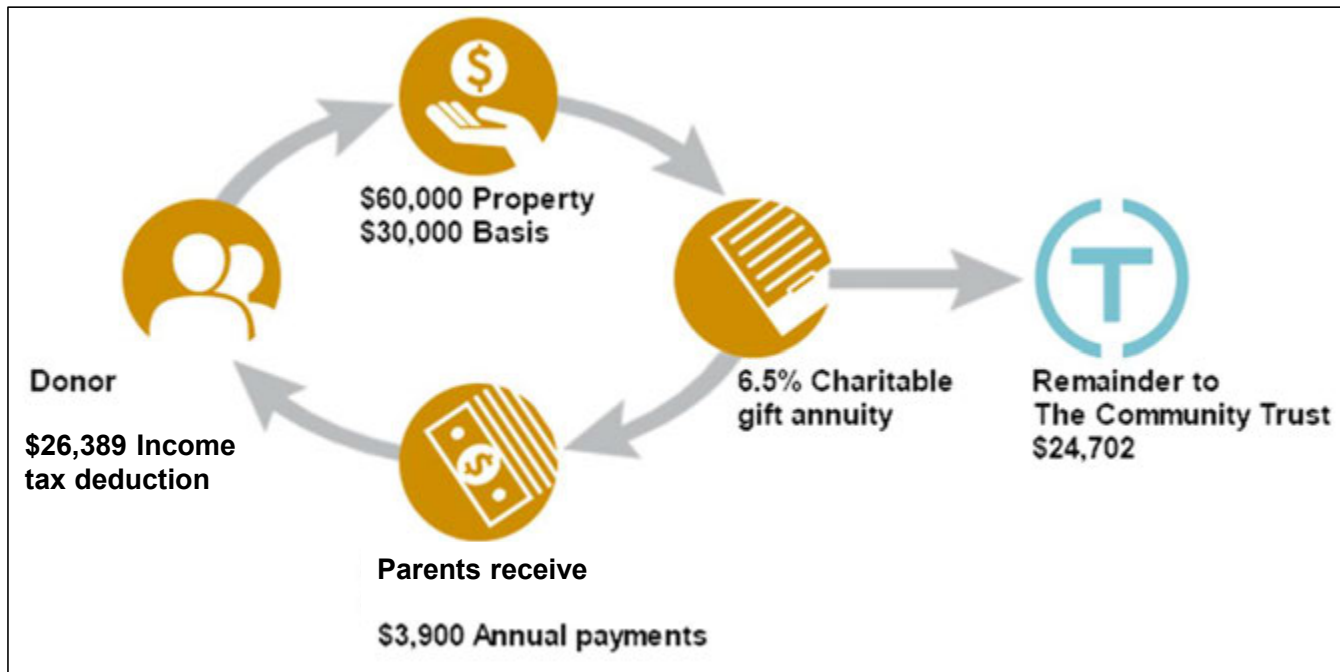 $
$60,000 Property
$30,000 Basis
T
Donor
$26,389 Income
tax deduction
6.5% Charitable
gift annuity
Remainder to
The Community Trust
$24,702
$
Parents receive
$3,900 Annual payments